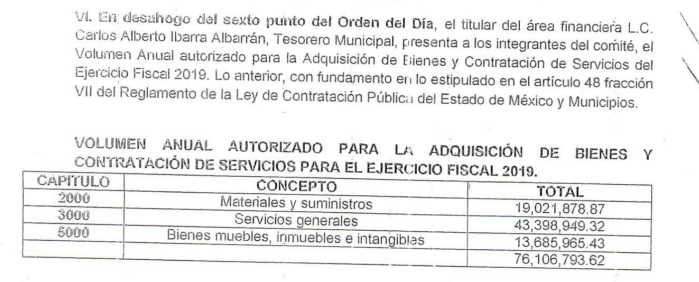 VI. En desahogo del sexto punto del Orden del Día, el titular del área financiera L.C.
Carlos Alberto Ibarra Albarrán, Tesorero Municipal, presenta a los integrantes del comité, el
Volumen Anual autorizado para la Adquisición de Bienes y Contratación de Servicios del
Ejercicio Fiscal 2019. Lo anterior, con fundamento en lo estipulado en el artículo 48 fracción
VII del Reglamento de la Ley de Contratación Pública del Estado de México y Municipios.
VOLUMEN ANUAL AUTORIZADO PARA LA ADQUISICIÓN DE BIENES Y
CONTRATACIÓN DE SERVICIOS PARA EL EJERCICIO FISCAL 2019.
CAPÍTULO CONCEPTO TOTAL
2000 Materiales y suministros 19,021,878.87
3000 Servicios generales 43,398,949.32
5000 Bienes muebles, inmuebles e intangibles 13,685,965.43
76,106,793.62